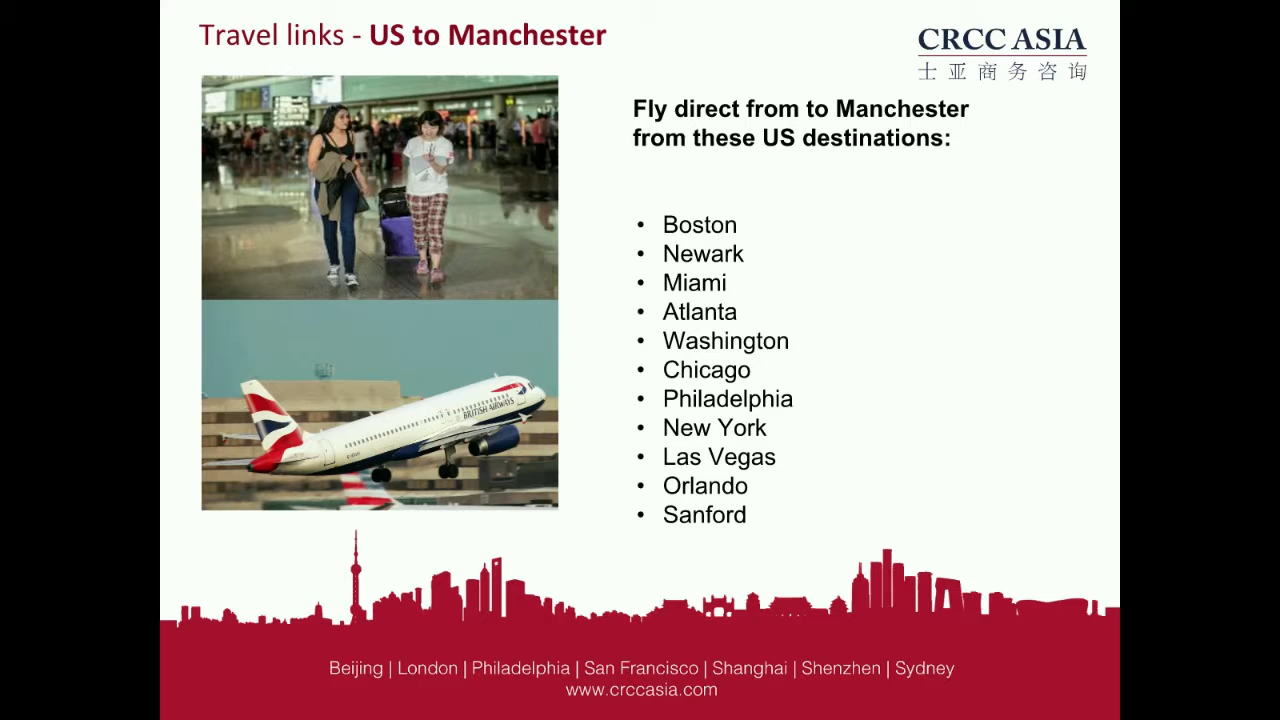 Travel links - US to Manchester
CRCC ASIA
士亚商务咨询
Fly direct from to Manchester
from these US destinations:
• Boston
• Newark
• Miami
• Atlanta
• Washington
• Chicago
• Philadelphia
• New York
• Las Vegas
• Orlando
• Sanford
BRITISH AIRWAYS
Beijing | London | Philadelphia | San Francisco | Shanghai | Shenzhen | Sydney
www.crccasia.com